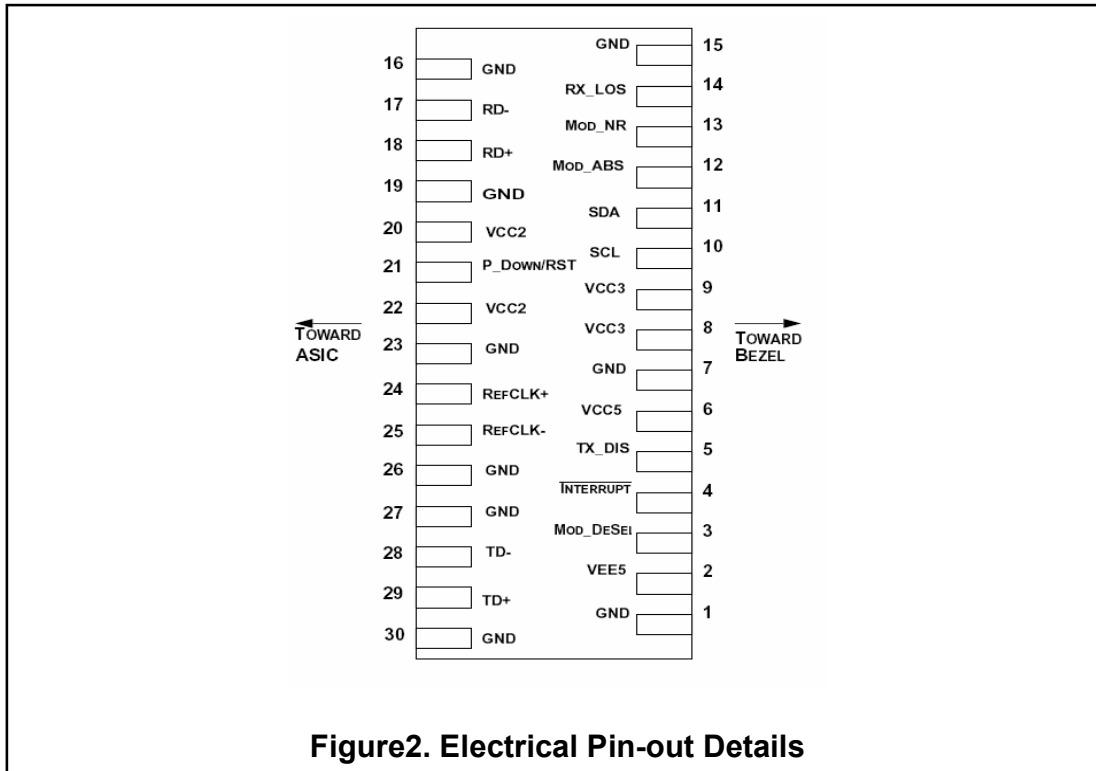 GND 15
16 GND
RX_LOS 14
17 RD-
MOD_NR 13
18 RD+
MOD_ABS 12
19 GND
SDA 11
20 VCC2
SCL 10
21 P_DOWN/RST
VCC3 9
22 VCC2
VCC3 8
TOWARD
ASIC
TOWARD
BEZEL
23 GND
GND 7
24 REFCLK+
VCC5 6
25 REFCLK-
TX_DIS 5
26 GND
INTERRUPT 4
27 GND
MOD_DESEl 3
28 TD-
VEE5 2
29 TD+
GND 1
30 GND
Figure2. Electrical Pin-out Details